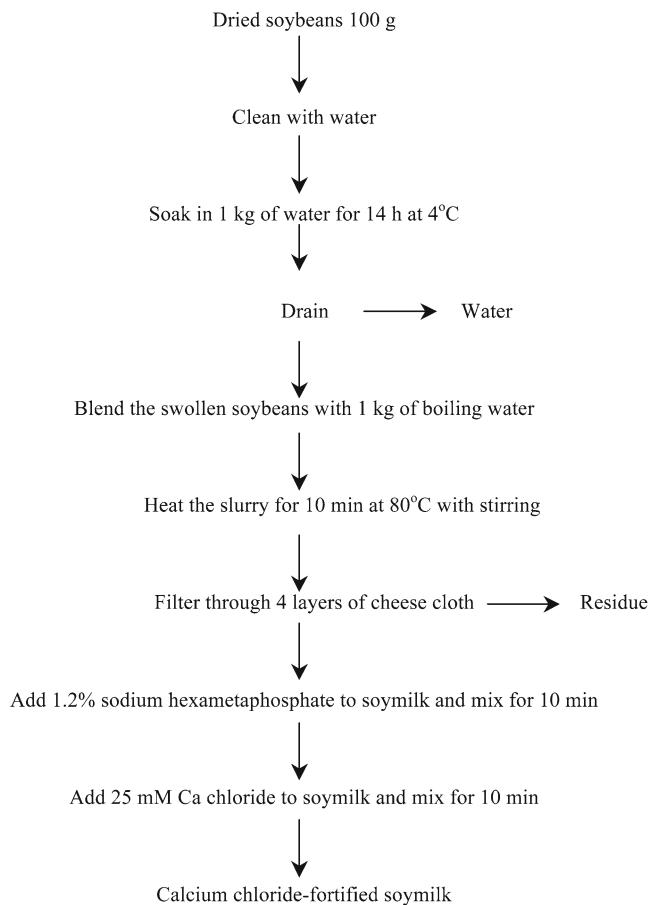 Dried soybeans 100 g
Clean with water
Soak in 1 kg of water for 14 h at 4°C
Drain
Water
Blend the swollen soybeans with 1 kg of boiling water
Heat the slurry for 10 min at 80°C with stirring
Filter through 4 layers of cheese cloth
Residue
Add 1.2% sodium hexametaphosphate to soymilk and mix for 10 min
Add 25 mM Ca chloride to soymilk and mix for 10 min
Calcium chloride-fortified soymilk